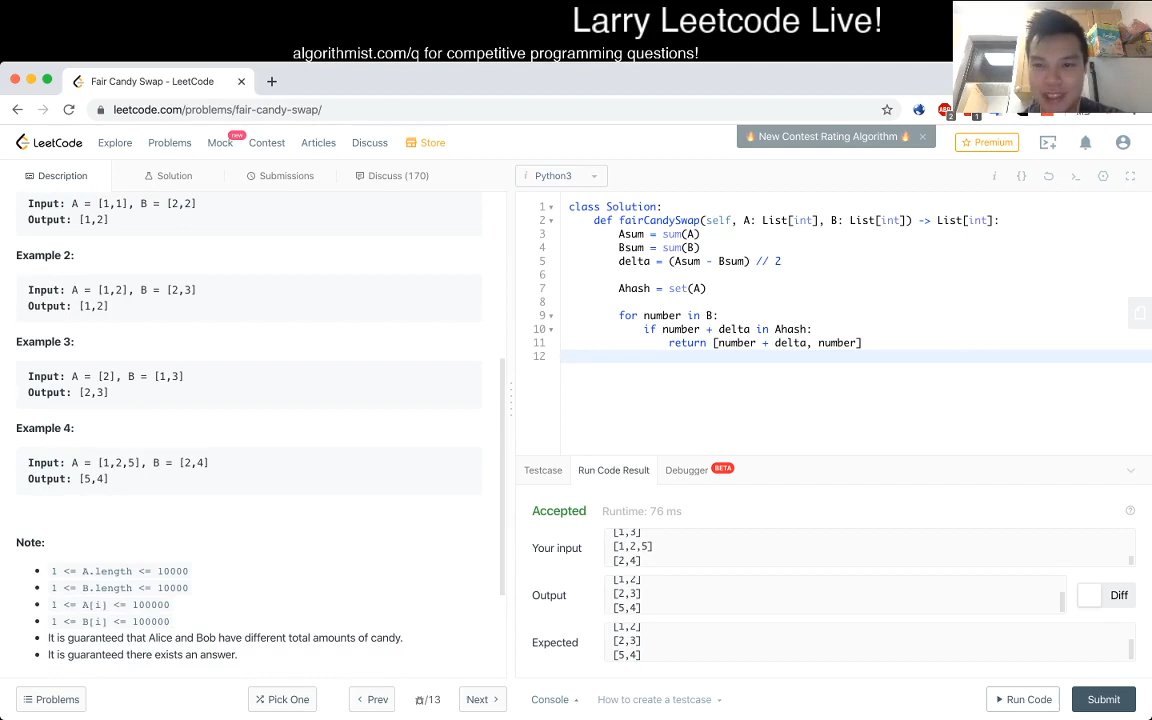 Larry Leetcode Live!
algorithmist.com/q for competitive programming questions!
Fair Candy Swap - LeetCode
leetcode.com/problems/fair-candy-swap/
LeetCode Explore Problems Mock new Contest Articles Discuss Store
🔥 New Contest Rating Algorithm 🔥 ×
Premium
Description Solution Submissions Discuss (170)
Input: A = [1,1], B = [2,2]
Output: [1,2]
Example 2:
Input: A = [1,2], B = [2,3]
Output: [1,2]
Example 3:
Input: A = [2], B = [1,3]
Output: [2,3]
Example 4:
Input: A = [1,2,5], B = [2,4]
Output: [5,4]
Note:
1 <= A.length <= 10000
1 <= B.length <= 10000
1 <= A[i] <= 100000
1 <= B[i] <= 100000
It is guaranteed that Alice and Bob have different total amounts of candy.
It is guaranteed there exists an answer.
Problems Pick One < Prev /13 Next >
i Python3
1 class Solution:
2 def fairCandySwap(self, A: List[int], B: List[int]) -> List[int]:
3 Asum = sum(A)
4 Bsum = sum(B)
5 delta = (Asum - Bsum) // 2
6
7 Ahash = set(A)
8
9 for number in B:
10 if number + delta in Ahash:
11 return [number + delta, number]
12
Testcase Run Code Result Debugger BETA
Accepted Runtime: 76 ms
Your input
[1,3]
[1,2,5]
[2,4]
Output
[1,2]
[2,3]
[5,4]
Diff
Expected
[1,2]
[2,3]
[5,4]
Console How to create a testcase Run Code Submit